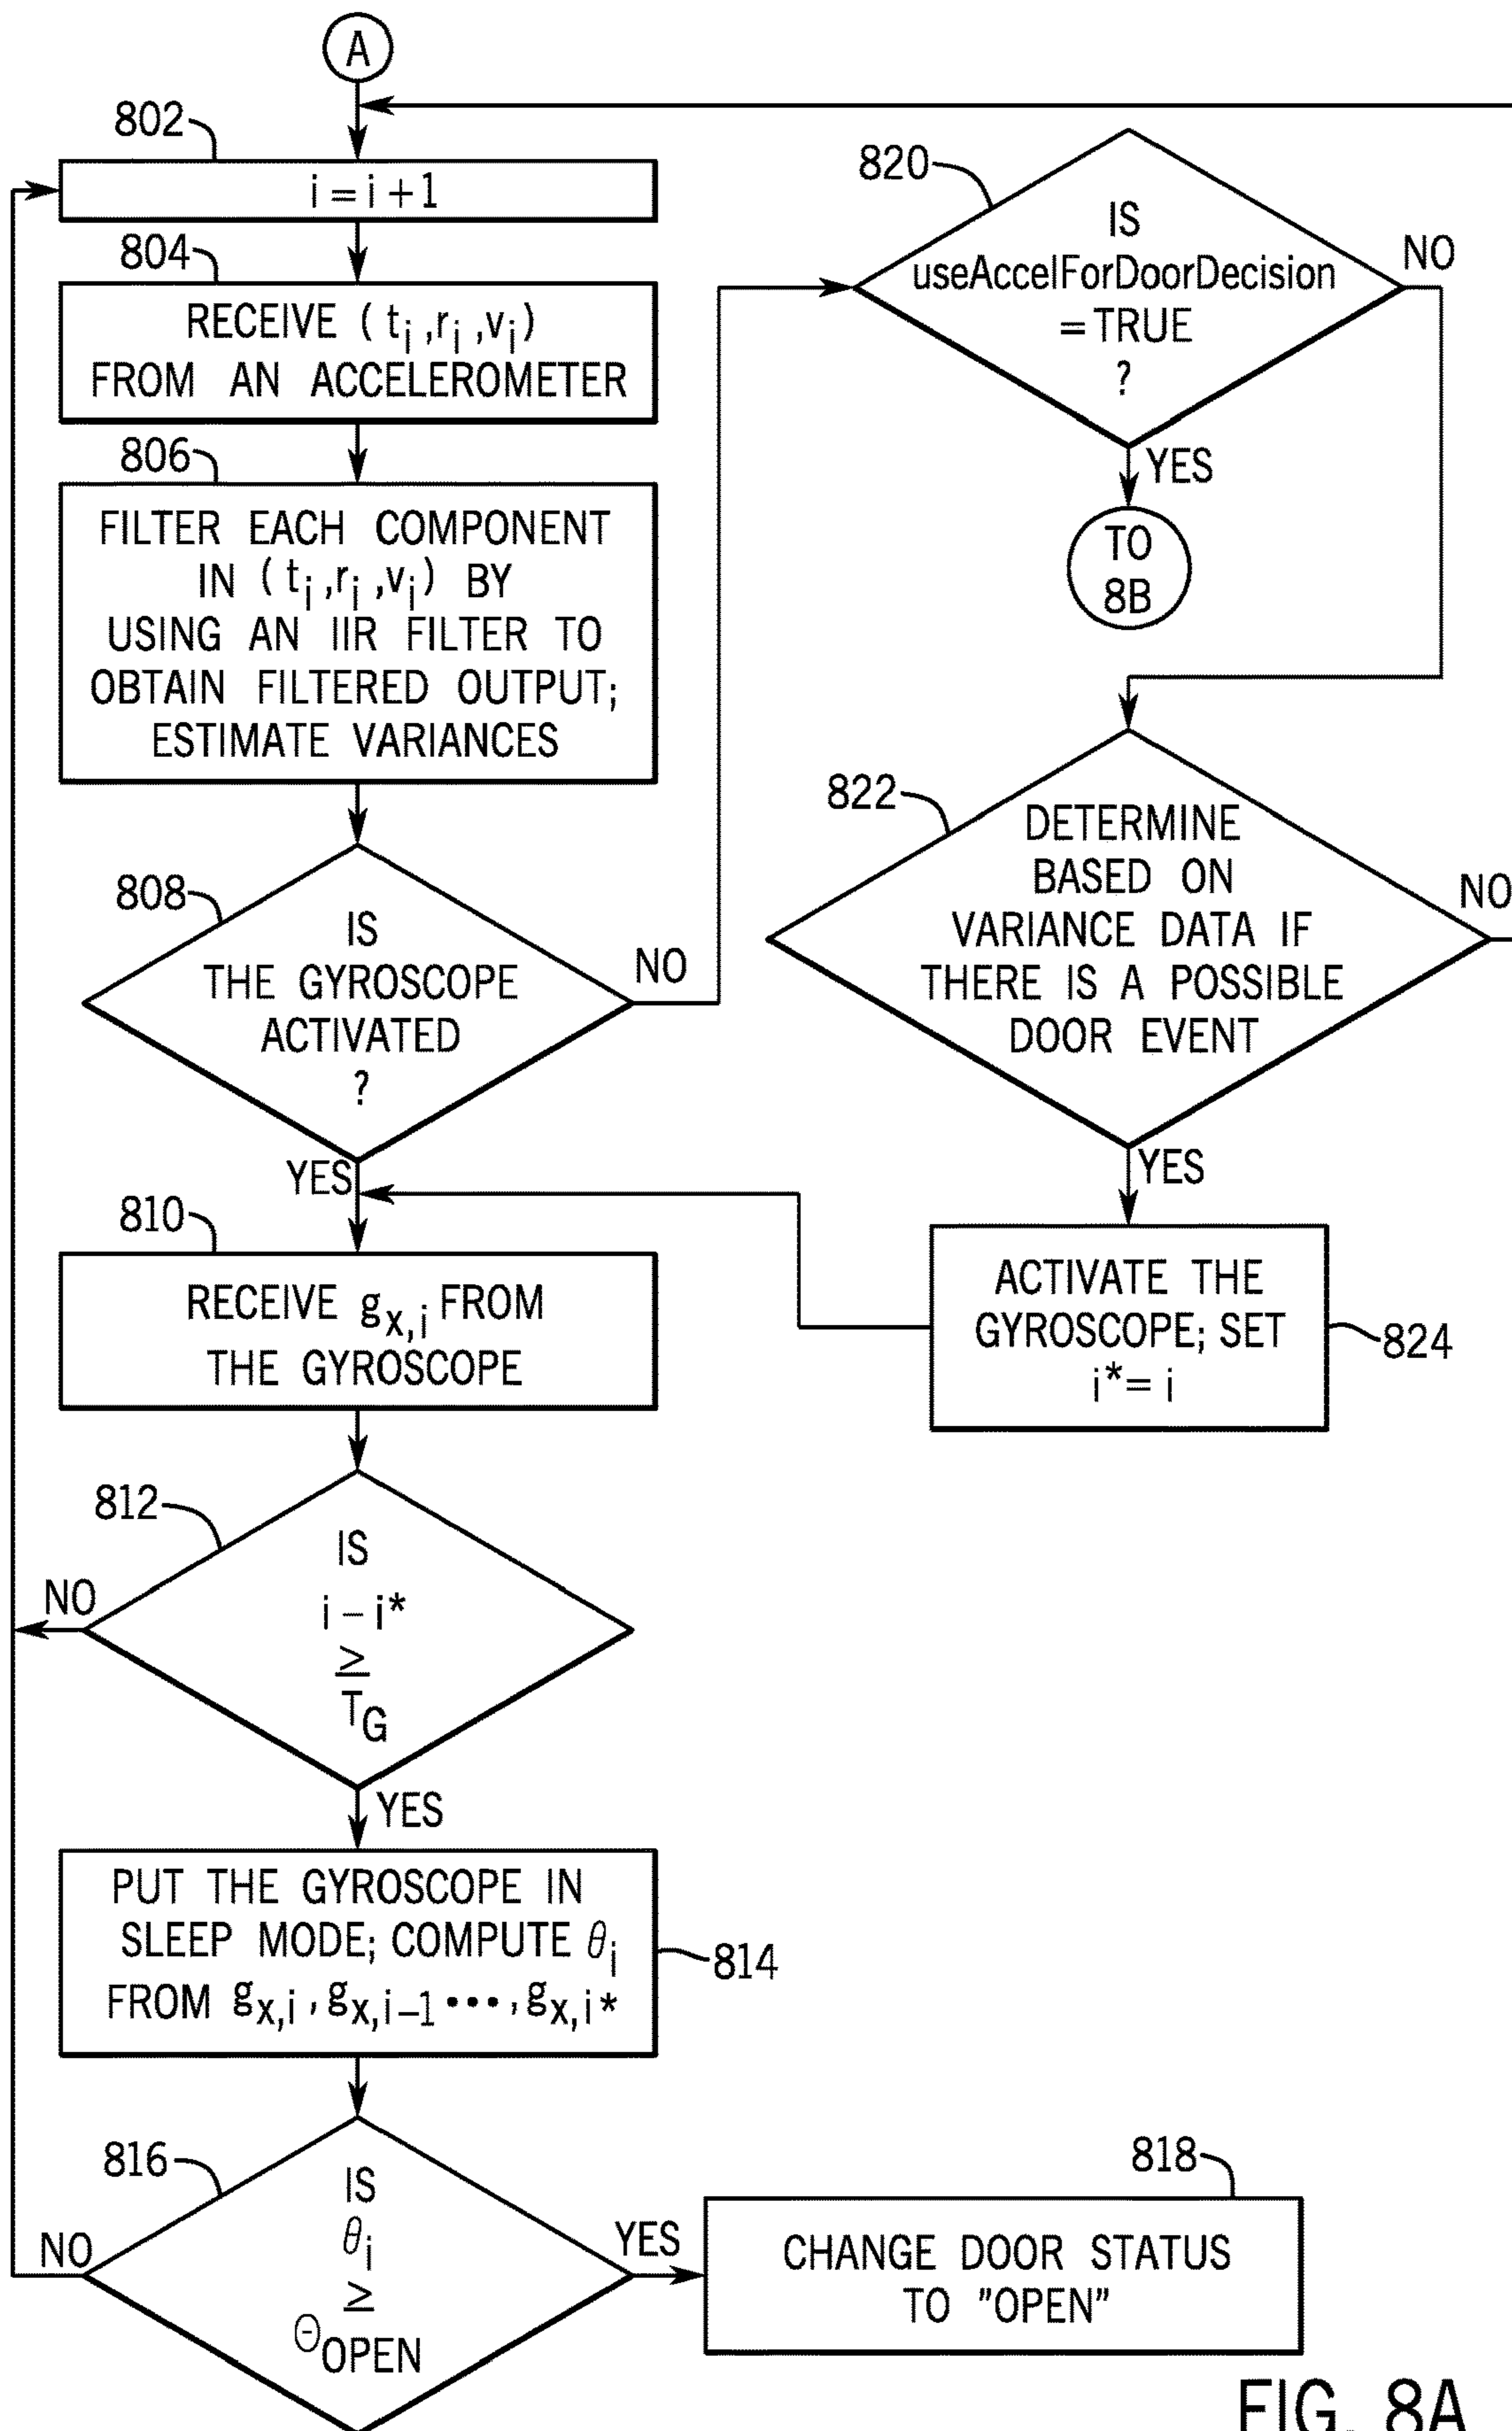 A
802
i = i + 1
804
RECEIVE ( tᵢ ,rᵢ ,vᵢ )
FROM AN ACCELEROMETER
806
FILTER EACH COMPONENT
IN ( tᵢ ,rᵢ ,vᵢ ) BY
USING AN IIR FILTER TO
OBTAIN FILTERED OUTPUT;
ESTIMATE VARIANCES
808
IS
THE GYROSCOPE
ACTIVATED
?
NO
YES
810
RECEIVE g_x,i FROM
THE GYROSCOPE
812
IS
i – i*
≥
T_G
NO
YES
PUT THE GYROSCOPE IN
SLEEP MODE; COMPUTE θᵢ
FROM g_x,i , g_x,i–1 ••• , g_x,i*
814
816
IS
θᵢ
≥
Θ_OPEN
NO
YES
818
CHANGE DOOR STATUS
TO "OPEN"
820
IS
useAccelForDoorDecision
= TRUE
?
NO
YES
TO
8B
822
DETERMINE
BASED ON
VARIANCE DATA IF
THERE IS A POSSIBLE
DOOR EVENT
NO
YES
ACTIVATE THE
GYROSCOPE; SET
i* = i
824
FIG. 8A